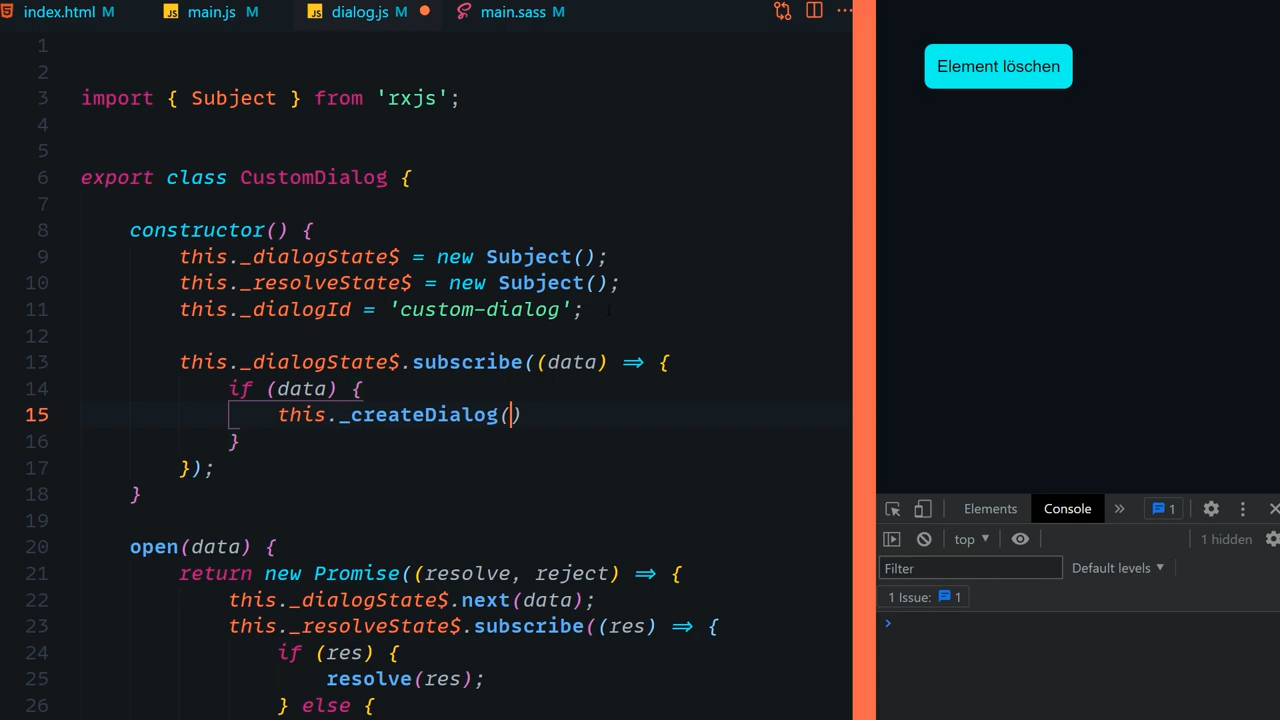 index.html M main.js M dialog.js M main.sass M
1
2
3 import { Subject } from 'rxjs';
4
5
6 export class CustomDialog {
7
8 constructor() {
9 this._dialogState$ = new Subject();
10 this._resolveState$ = new Subject();
11 this._dialogId = 'custom-dialog';
12
13 this._dialogState$.subscribe((data) => {
14 if (data) {
15 this._createDialog()
16 }
17 });
18 }
19
20 open(data) {
21 return new Promise((resolve, reject) => {
22 this._dialogState$.next(data);
23 this._resolveState$.subscribe((res) => {
24 if (res) {
25 resolve(res);
26 } else {
Element löschen
Elements Console » 1
top 1 hidden
Filter Default levels
1 Issue: 1
>